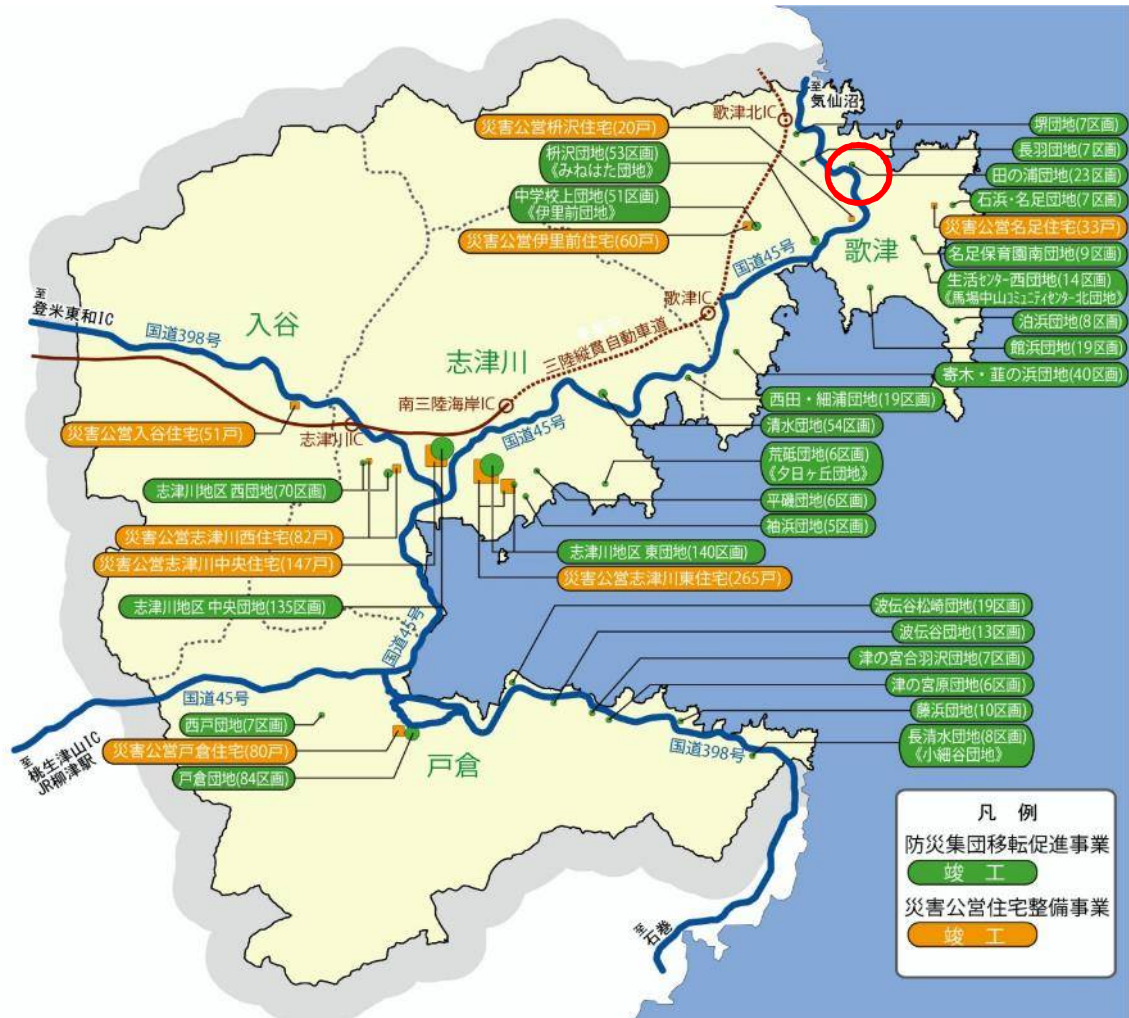 至
気仙沼
歌津北IC
災害公営枡沢住宅(20戸)
枡沢団地(53区画)
《みねはた団地》
中学校上団地(51区画)
《伊里前団地》
災害公営伊里前住宅(60戸)
堺団地(7区画)
長羽団地(7区画)
田の浦団地(23区画)
石浜・名足団地(7区画)
災害公営名足住宅(33戸)
名足保育園南団地(9区画)
生活センター西団地(14区画)
《馬場中山コミュニティセンター北団地》
泊浜団地(8区画)
館浜団地(19区画)
寄木・韮の浜団地(40区画)
国道45号
歌津
歌津IC
三陸縦貫自動車道
至
登米東和IC
国道398号
入谷
志津川
南三陸海岸IC
志津川IC
国道45号
災害公営入谷住宅(51戸)
西田・細浦団地(19区画)
清水団地(54区画)
荒砥団地(6区画)
《夕日ヶ丘団地》
平磯団地(6区画)
袖浜団地(5区画)
志津川地区 西団地(70区画)
災害公営志津川西住宅(82戸)
災害公営志津川中央住宅(147戸)
志津川地区 東団地(140区画)
災害公営志津川東住宅(265戸)
志津川地区 中央団地(135区画)
国道45号
波伝谷松崎団地(19区画)
波伝谷団地(13区画)
津の宮合羽沢団地(7区画)
津の宮原団地(6区画)
藤浜団地(10区画)
長清水団地(8区画)
《小細谷団地》
国道45号
西戸団地(7区画)
災害公営戸倉住宅(80戸)
戸倉団地(84区画)
戸倉
国道398号
至
桃生津山IC
JR柳津駅
至
石巻
凡 例
防災集団移転促進事業
竣 工
災害公営住宅整備事業
竣 工